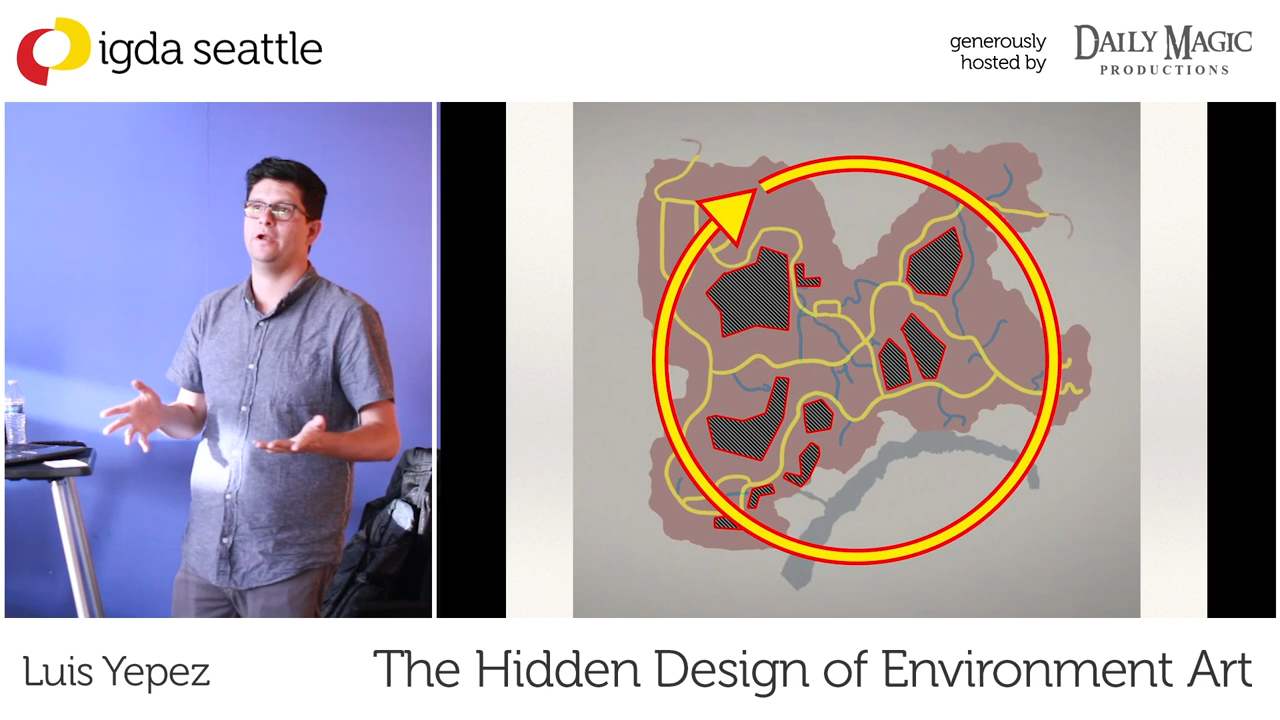 igda seattle
generously
hosted by
DAILY MAGIC
PRODUCTIONS
Luis Yepez
The Hidden Design of Environment Art